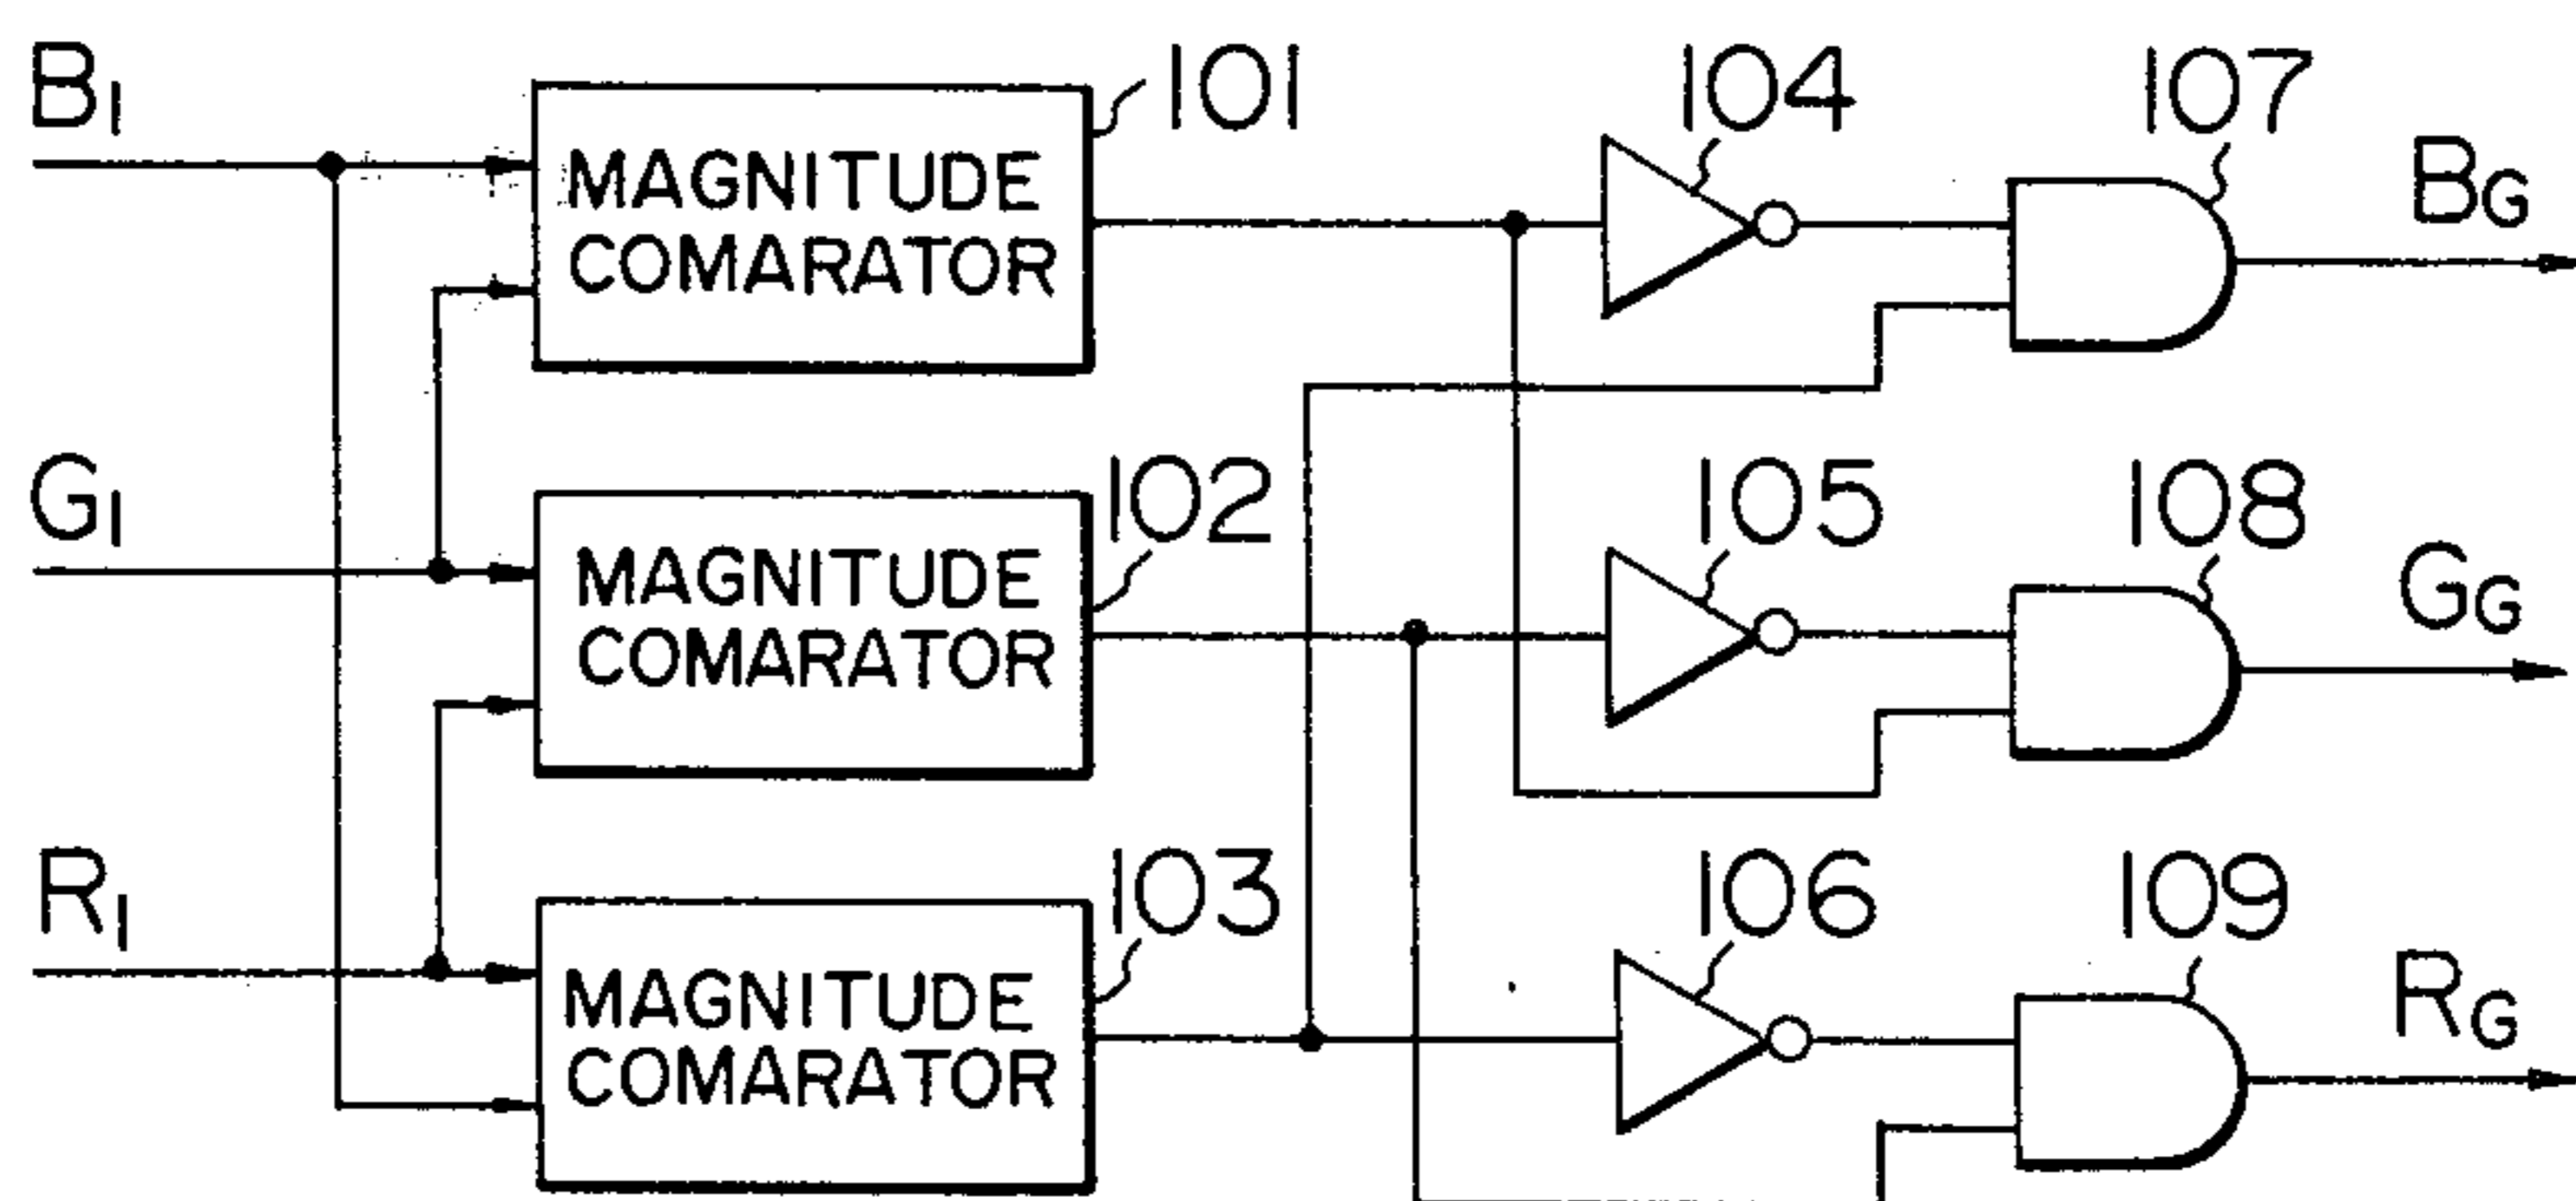 B1
101
104
107
BG
MAGNITUDE
COMARATOR
G1
102
105
108
GG
MAGNITUDE
COMARATOR
R1
103
106
109
RG
MAGNITUDE
COMARATOR